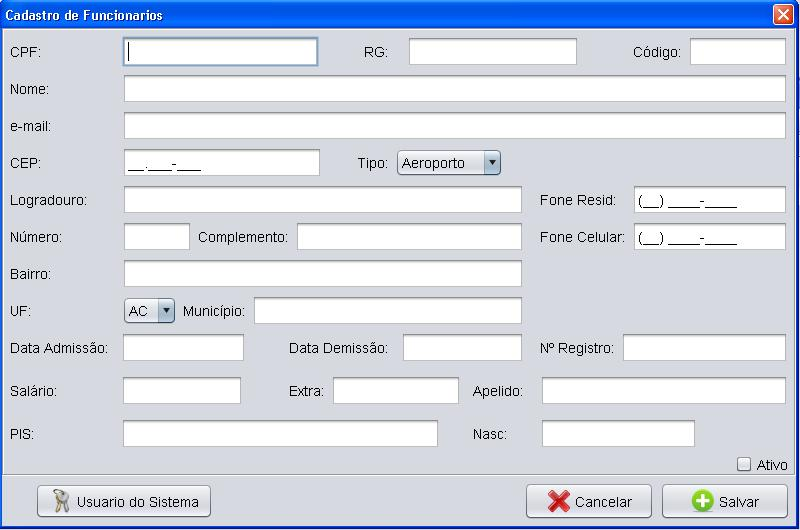 Cadastro de Funcionarios
CPF: RG: Código:
Nome:
e-mail:
CEP: __.___-___ Tipo: Aeroporto
Logradouro: Fone Resid: (__) ____-____
Número: Complemento: Fone Celular: (__) ____-____
Bairro:
UF: AC Município:
Data Admissão: Data Demissão: Nº Registro:
Salário: Extra: Apelido:
PIS: Nasc:
Ativo
Usuario do Sistema Cancelar Salvar